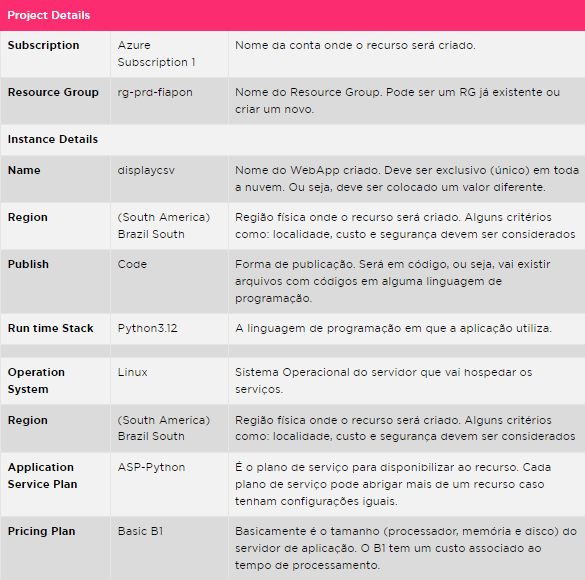 Project Details
Subscription
Azure
Subscription 1
Nome da conta onde o recurso será criado.
Resource Group
rg-prd-fiapon
Nome do Resource Group. Pode ser um RG já existente ou
criar um novo.
Instance Details
Name
displaycsv
Nome do WebApp criado. Deve ser exclusivo (único) em toda
a nuvem. Ou seja, deve ser colocado um valor diferente.
Region
(South America)
Brazil South
Região física onde o recurso será criado. Alguns critérios
como: localidade, custo e segurança devem ser considerados
Publish
Code
Forma de publicação. Será em código, ou seja, vai existir
arquivos com códigos em alguma linguagem de
programação.
Run time Stack
Python3.12
A linguagem de programação em que a aplicação utiliza.
Operation
System
Linux
Sistema Operacional do servidor que vai hospedar os
serviços.
Region
(South America)
Brazil South
Região física onde o recurso será criado. Alguns critérios
como: localidade, custo e segurança devem ser considerados
Application
Service Plan
ASP-Python
É o plano de serviço para disponibilizar ao recurso. Cada
plano de serviço pode abrigar mais de um recurso caso
tenham configurações iguais.
Pricing Plan
Basic B1
Basicamente é o tamanho (processador, memória e disco) do
servidor de aplicação. O B1 tem um custo associado ao
tempo de processamento.